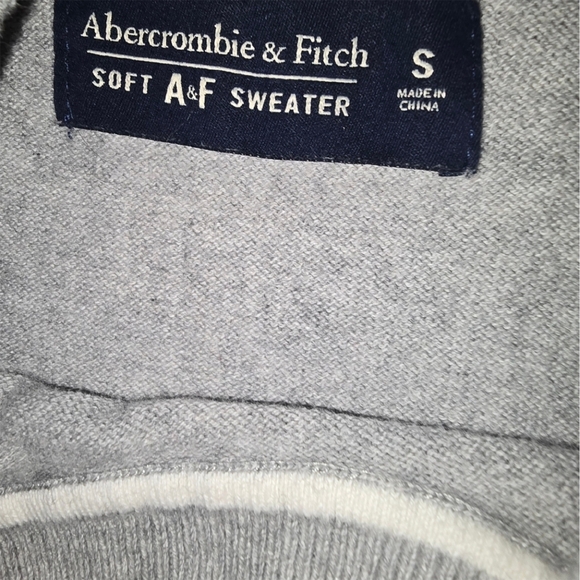 Abercrombie & Fitch
SOFT A&F SWEATER
S
MADE IN
CHINA